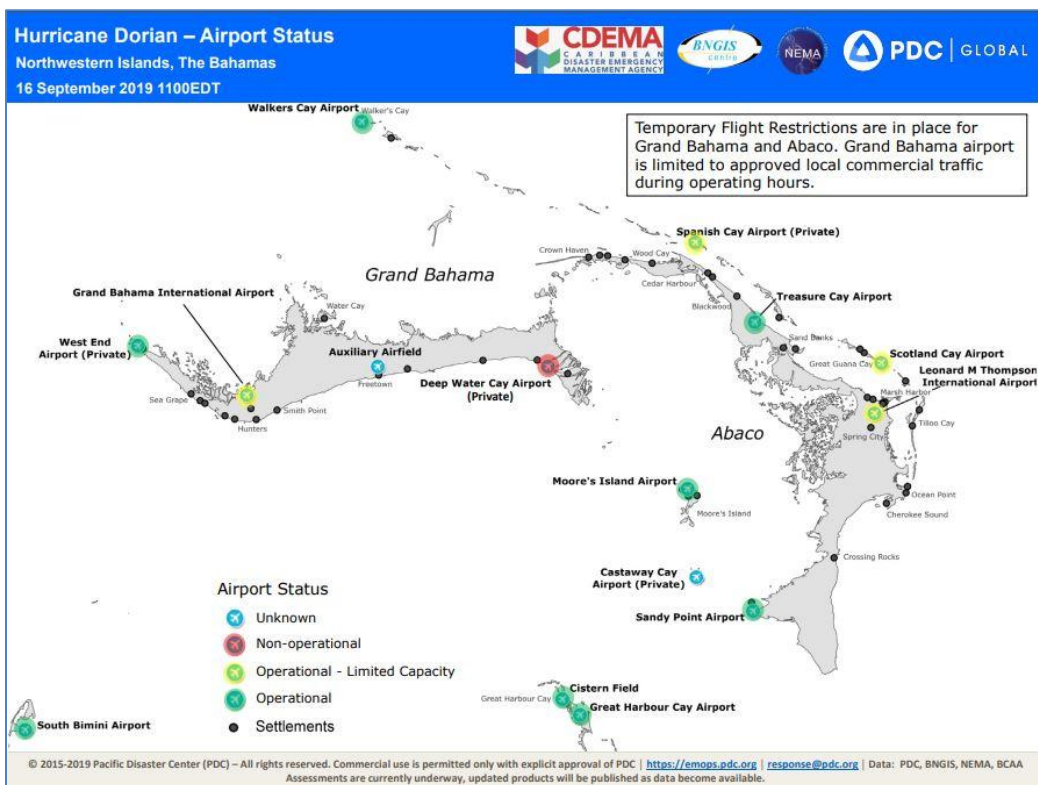 Hurricane Dorian – Airport Status
Northwestern Islands, The Bahamas
16 September 2019 1100EDT
CDEMA
CARIBBEAN
DISASTER EMERGENCY
MANAGEMENT AGENCY
BNGIS
centre
NEMA
PDC | GLOBAL
Temporary Flight Restrictions are in place for
Grand Bahama and Abaco. Grand Bahama airport
is limited to approved local commercial traffic
during operating hours.
Walkers Cay Airport
Walker's Cay
Spanish Cay Airport (Private)
Crown Haven
Wood Cay
Grand Bahama
Cedar Harbour
Grand Bahama International Airport
Treasure Cay Airport
Blackwood
Water Cay
West End
Airport (Private)
Auxiliary Airfield
Sand Banks
Scotland Cay Airport
Great Guana Cay
Freetown
Deep Water Cay Airport
(Private)
Leonard M Thompson
International Airport
Sea Grape
Marsh Harbor
Smith Point
Hunters
Tilloo Cay
Abaco
Spring City
Moore's Island Airport
Ocean Point
Moore's Island
Cherokee Sound
Crossing Rocks
Castaway Cay
Airport (Private)
Sandy Point Airport
Airport Status
Unknown
Non-operational
Operational - Limited Capacity
Operational
Settlements
Cistern Field
Great Harbour Cay
Great Harbour Cay Airport
South Bimini Airport
© 2015-2019 Pacific Disaster Center (PDC) – All rights reserved. Commercial use is permitted only with explicit approval of PDC | https://emops.pdc.org | response@pdc.org | Data: PDC, BNGIS, NEMA, BCAA
Assessments are currently underway, updated products will be published as data become available.